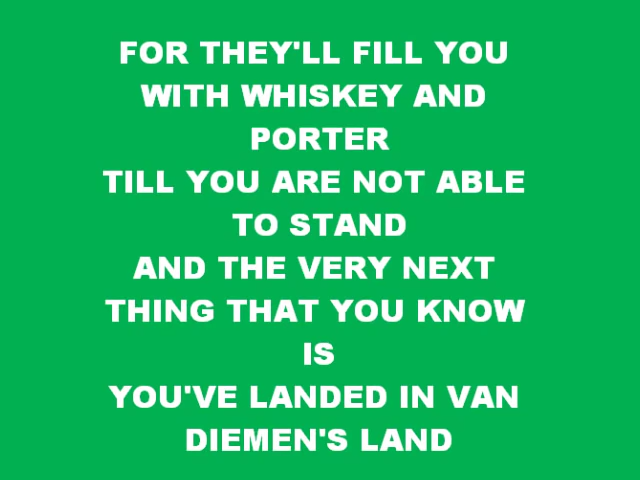 FOR THEY'LL FILL YOU
WITH WHISKEY AND
PORTER
TILL YOU ARE NOT ABLE
TO STAND
AND THE VERY NEXT
THING THAT YOU KNOW
IS
YOU'VE LANDED IN VAN
DIEMEN'S LAND